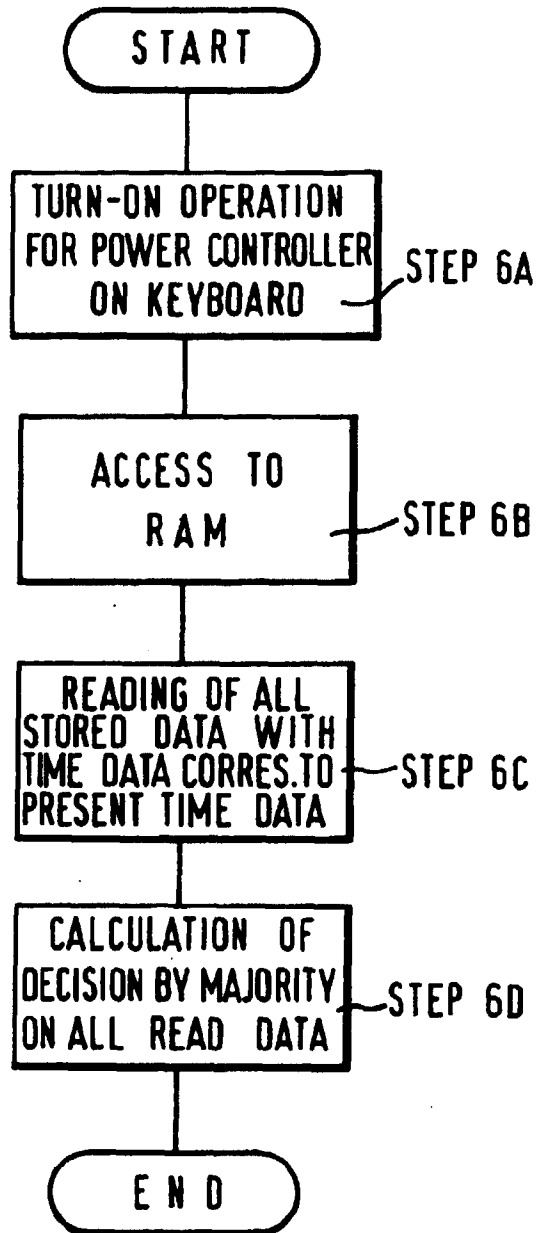 START
TURN-ON OPERATION
FOR POWER CONTROLLER
ON KEYBOARD
STEP 6A
ACCESS TO
RAM
STEP 6B
READING OF ALL
STORED DATA WITH
TIME DATA CORRES.TO
PRESENT TIME DATA
STEP 6C
CALCULATION OF
DECISION BY MAJORITY
ON ALL READ DATA
STEP 6D
END